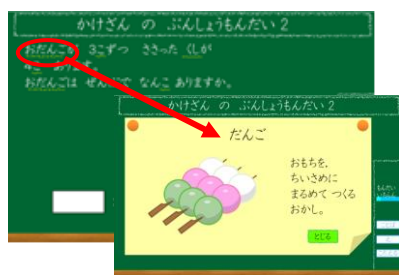 かけざん の ぶんしょうもんだい 2
おだんごが 3こずつ ささった くしが
あります。
おだんごは ぜんぶで なんこ ありますか。
かけざん の ぶんしょうもんだい 2
だんご
おもちを、
ちいさめに
まるめて つくる
おかし。
とじる